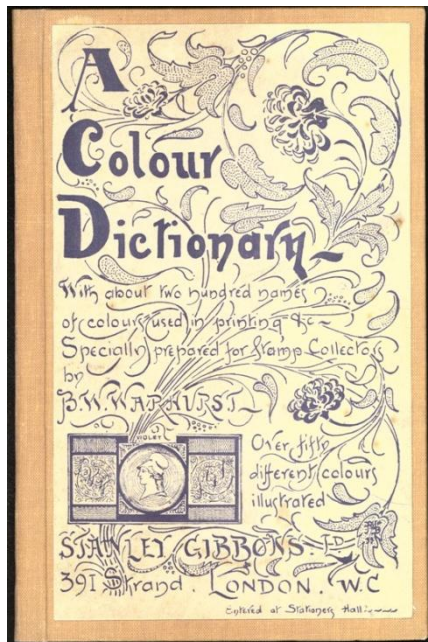 A
Colour
Dictionary
With about two hundred names
of colours used in printing &c
Specially prepared for Stamp Collectors
by
B.W. WARHURST
VIOLET
Over fifty
different colours
illustrated
STANLEY GIBBONS. LD
391 Strand. LONDON. W.C
Entered at Stationers Hall